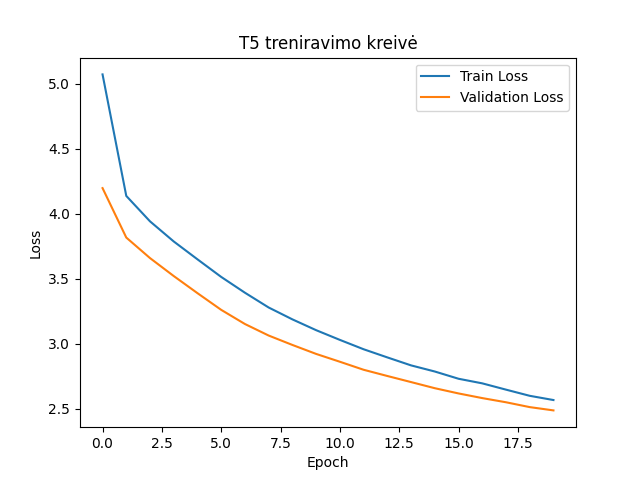 T5 treniravimo kreivė
Train Loss
Validation Loss
5.0
4.5
4.0
3.5
3.0
2.5
Loss
0.0 2.5 5.0 7.5 10.0 12.5 15.0 17.5
Epoch